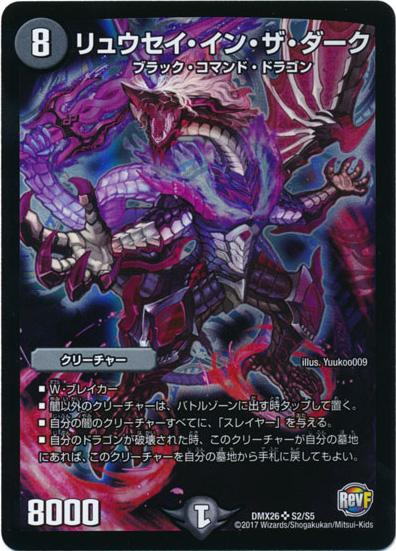 8
リュウセイ・イン・ザ・ダーク
ブラック・コマンド・ドラゴン
クリーチャー
illus. Yuukoo009
■W・ブレイカー
■闇以外のクリーチャーは、バトルゾーンに出す時タップして置く。
■自分の闇のクリーチャーすべてに、「スレイヤー」を与える。
■自分のドラゴンが破壊された時、このクリーチャーが自分の墓地
にあれば、このクリーチャーを自分の墓地から手札に戻してもよい。
8000
1
DMX26 S2/S5
©2017 Wizards/Shogakukan/Mitsui-Kids
RevF